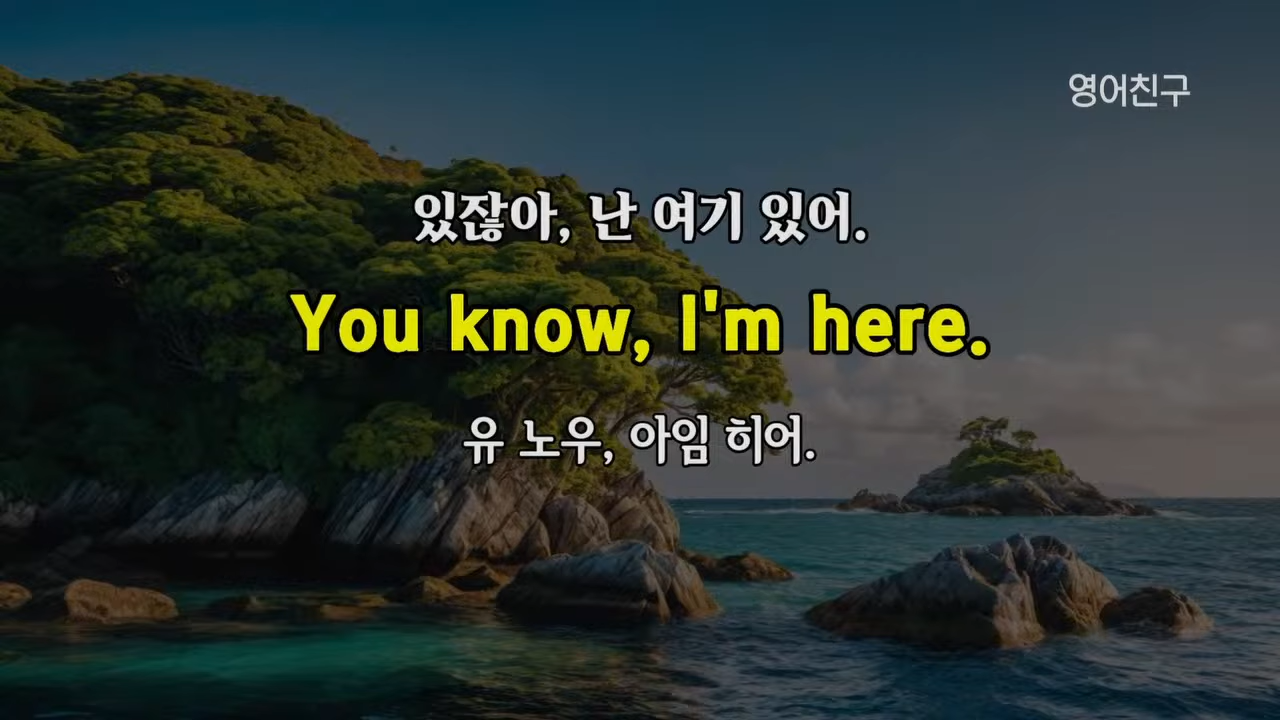 영어친구
있잖아, 난 여기 있어.
You know, I'm here.
유 노우, 아임 히어.